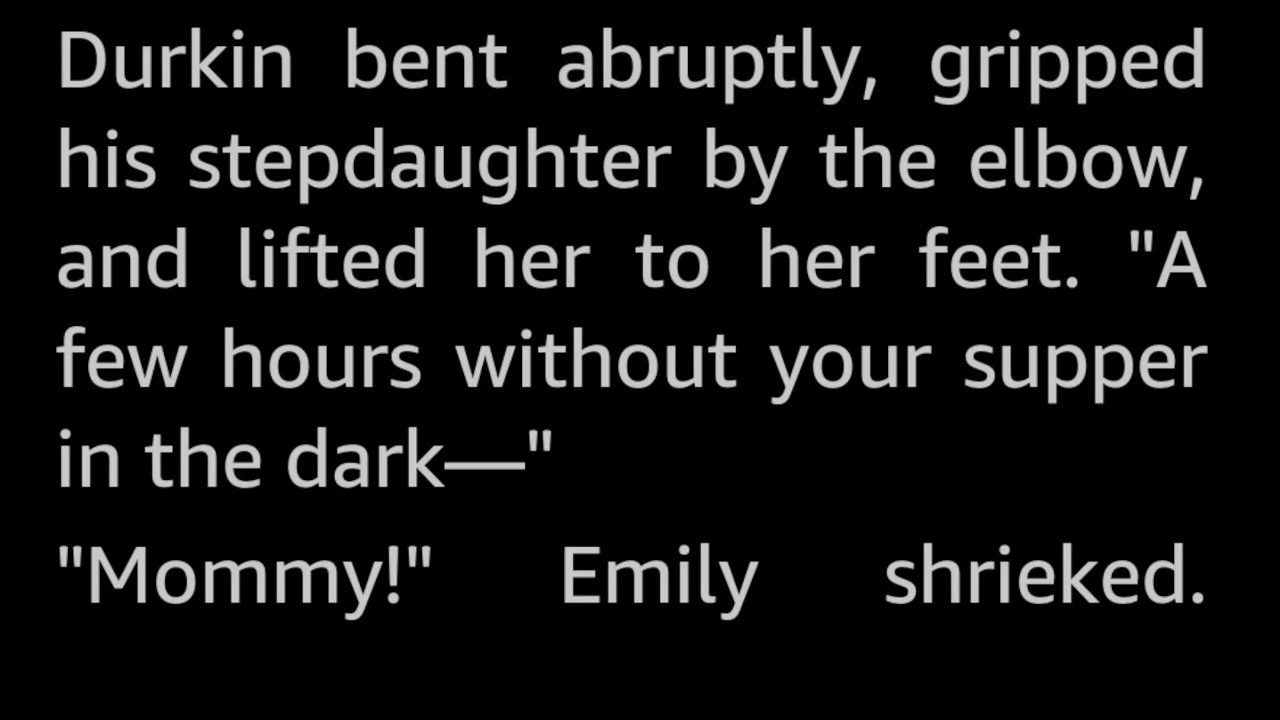 Durkin bent abruptly, gripped
his stepdaughter by the elbow,
and lifted her to her feet. "A
few hours without your supper
in the dark—"
"Mommy!" Emily shrieked.